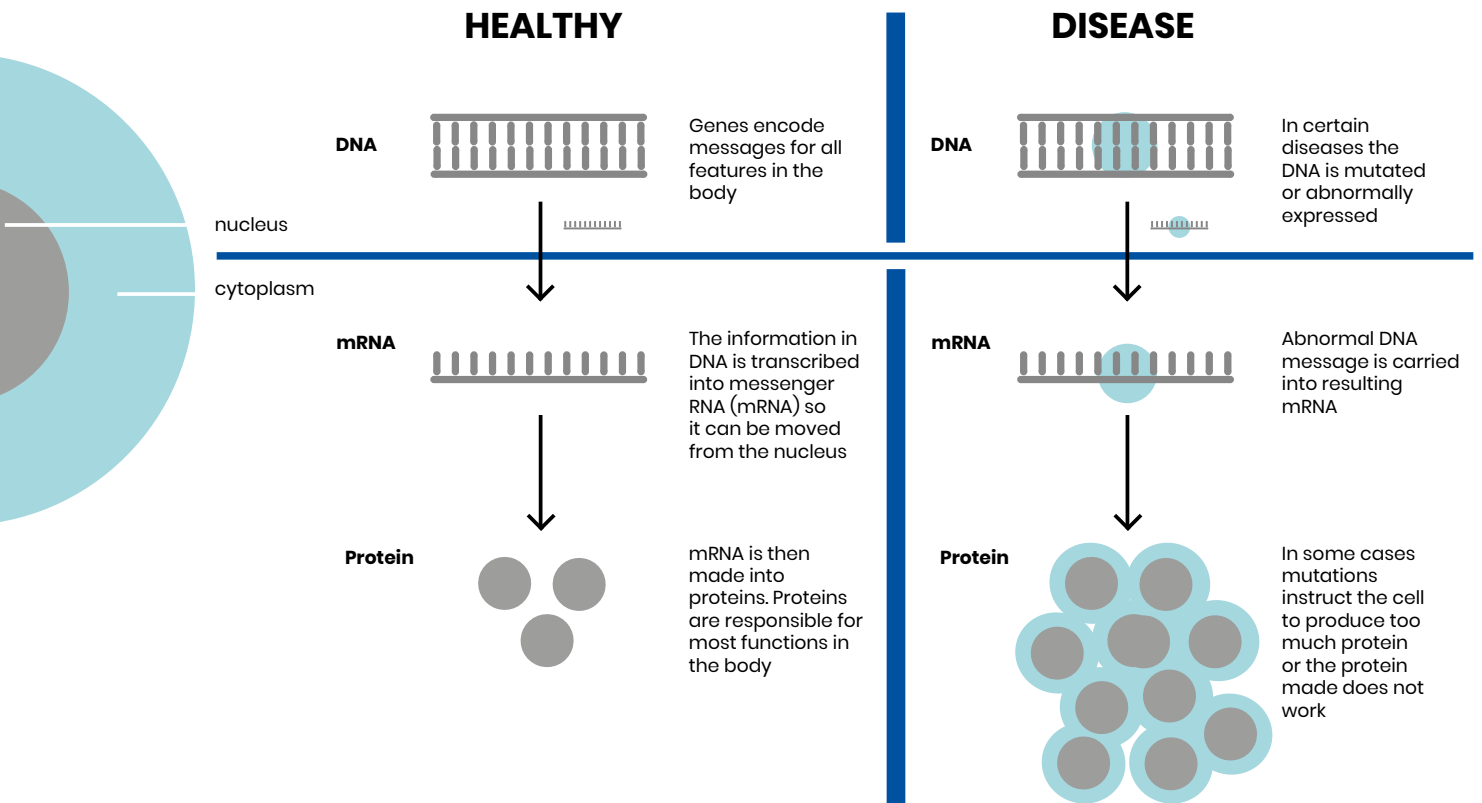 HEALTHY
DNA
Genes encode
messages for all
features in the
body
nucleus
cytoplasm
mRNA
The information in
DNA is transcribed
into messenger
RNA (mRNA) so
it can be moved
from the nucleus
Protein
mRNA is then
made into
proteins. Proteins
are responsible for
most functions in
the body
DISEASE
DNA
In certain
diseases the
DNA is mutated
or abnormally
expressed
mRNA
Abnormal DNA
message is carried
into resulting
mRNA
Protein
In some cases
mutations
instruct the cell
to produce too
much protein
or the protein
made does not
work